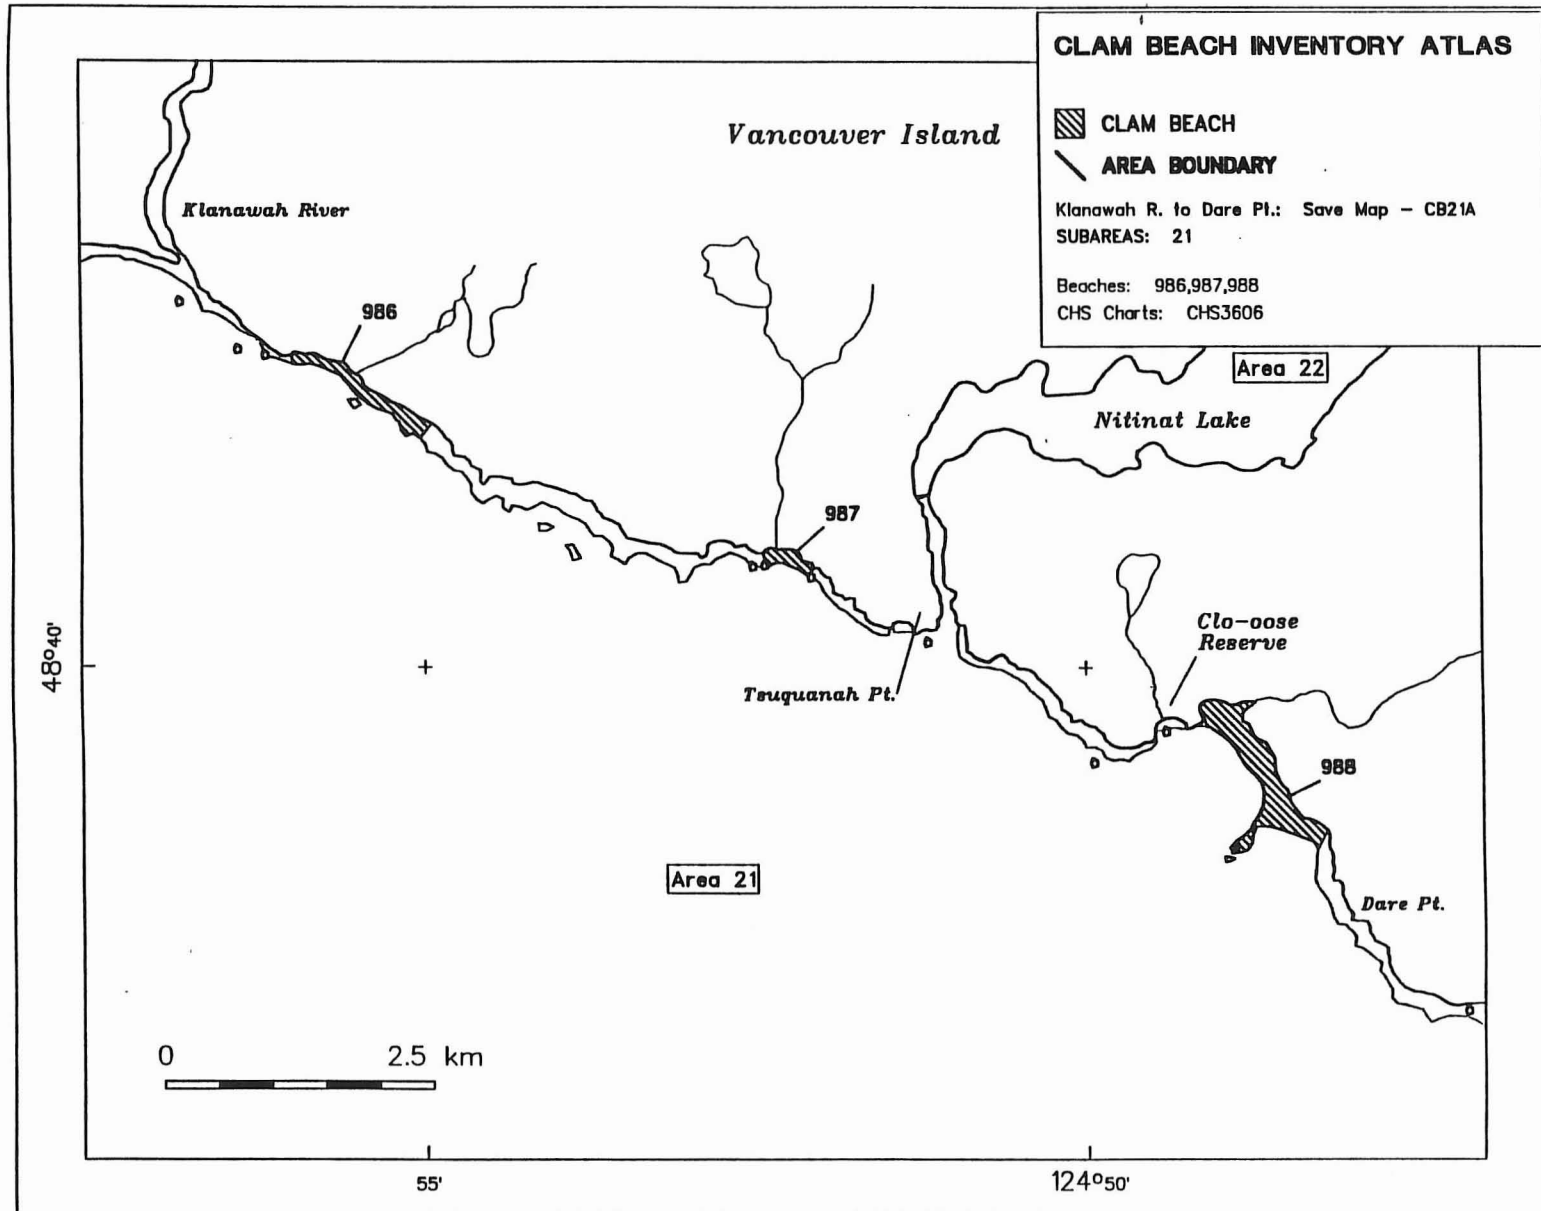 CLAM BEACH INVENTORY ATLAS
CLAM BEACH
AREA BOUNDARY
Klanawah R. to Dare Pt.: Save Map - CB21A
SUBAREAS: 21
Beaches: 986,987,988
CHS Charts: CHS3606
Vancouver Island
Klanawah River
986
Area 22
Nitinat Lake
987
Clo-oose
Reserve
48°40'
Tsuquanah Pt.
988
Area 21
Dare Pt.
0 2.5 km
55' 124°50'